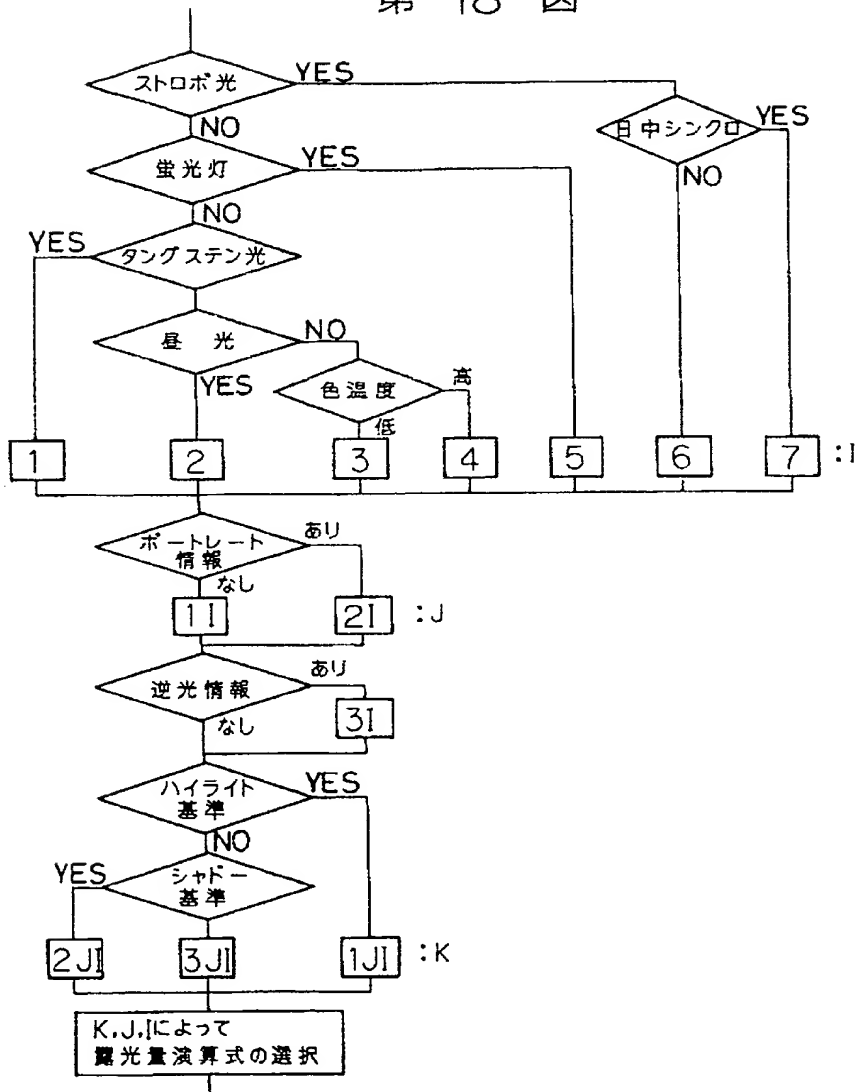 第 18 図
ストロボ光
YES
NO
日中シンクロ
YES
NO
蛍光灯
YES
NO
YES
タングステン光
昼 光
NO
YES
色温度
高
低
1
2
3
4
5
6
7
:I
ポートレート
情報
あり
なし
1I
2I
:J
逆光情報
あり
なし
3I
ハイライト
基準
YES
NO
YES
シャドー
基準
2JI
3JI
1JI
:K
K.J.Iによって
露光量演算式の選択